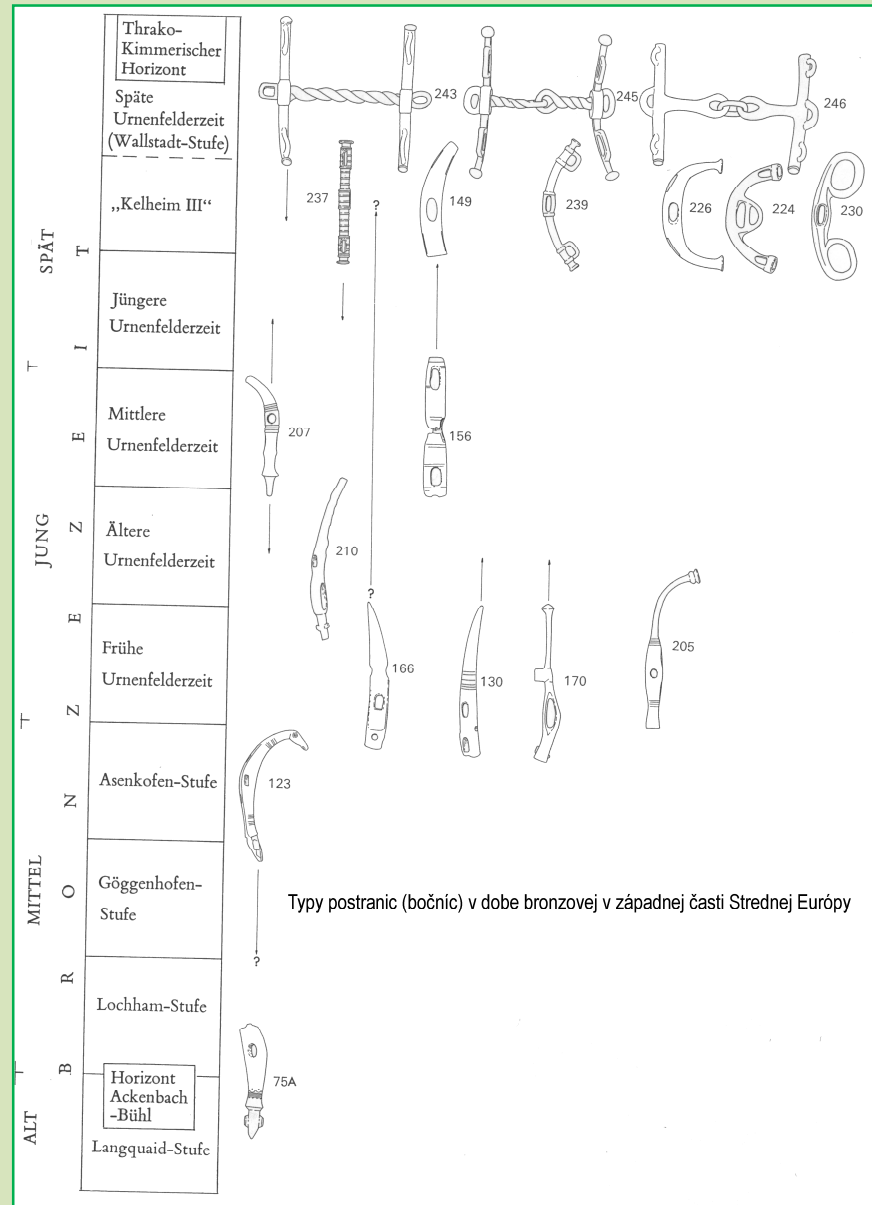 Thrako-
Kimmerischer
Horizont
Späte
Urnenfelderzeit
(Wallstadt-Stufe)
„Kelheim III“
Jüngere
Urnenfelderzeit
Mittlere
Urnenfelderzeit
Ältere
Urnenfelderzeit
Frühe
Urnenfelderzeit
Asenkofen-Stufe
Göggenhofen-
Stufe
Lochham-Stufe
Horizont
Ackenbach
-Bühl
Langquaid-Stufe
SPÄT
JUNG
MITTEL
ALT
BRONZEZEIT
243
245
246
237
?
149
239
226
224
230
207
156
210
?
166
130
170
205
123
?
75A
Typy postranic (bočníc) v dobe bronzovej v západnej časti Strednej Európy